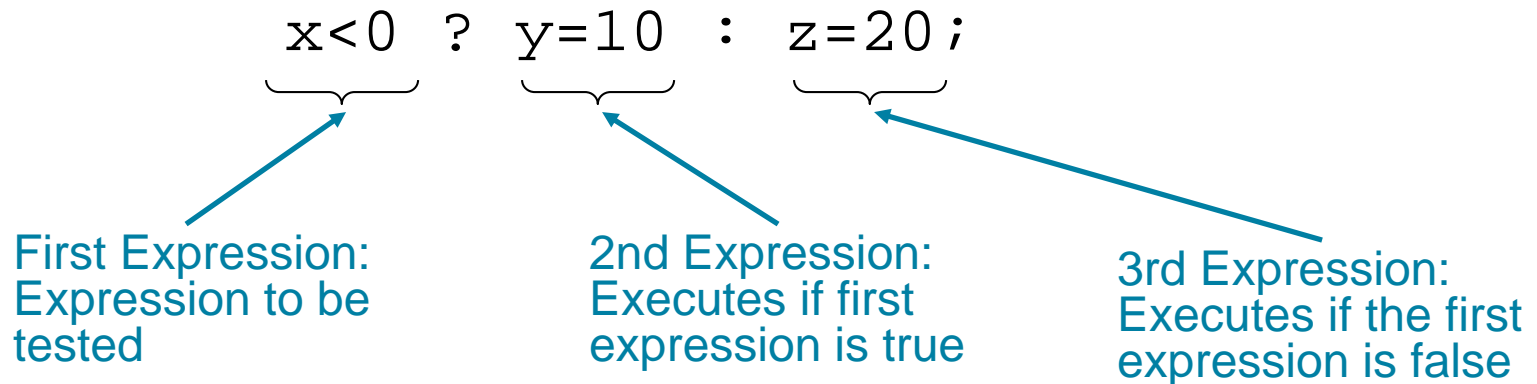 x<0 ? y=10 : z=20;
First Expression:
Expression to be
tested
2nd Expression:
Executes if first
expression is true
3rd Expression:
Executes if the first
expression is false